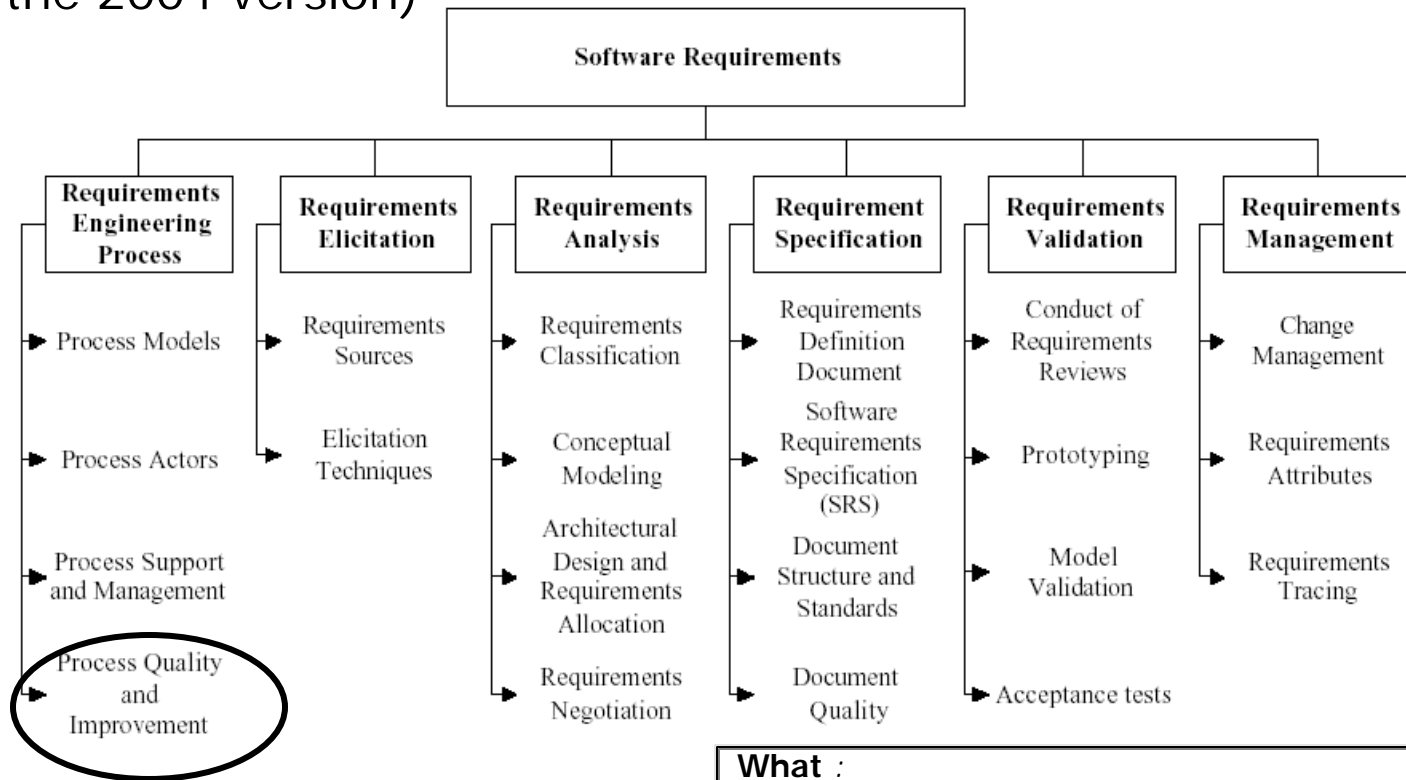 the 2001 version)
Software Requirements
Requirements
Engineering
Process
Process Models
Process Actors
Process Support
and Management
Process Quality
and
Improvement
Requirements
Elicitation
Requirements
Sources
Elicitation
Techniques
Requirements
Analysis
Requirements
Classification
Conceptual
Modeling
Architectural
Design and
Requirements
Allocation
Requirements
Negotiation
Requirement
Specification
Requirements
Definition
Document
Software
Requirements
Specification
(SRS)
Document
Structure and
Standards
Document
Quality
Requirements
Validation
Conduct of
Requirements
Reviews
Prototyping
Model
Validation
Acceptance tests
Requirements
Management
Change
Management
Requirements
Attributes
Requirements
Tracing
What :